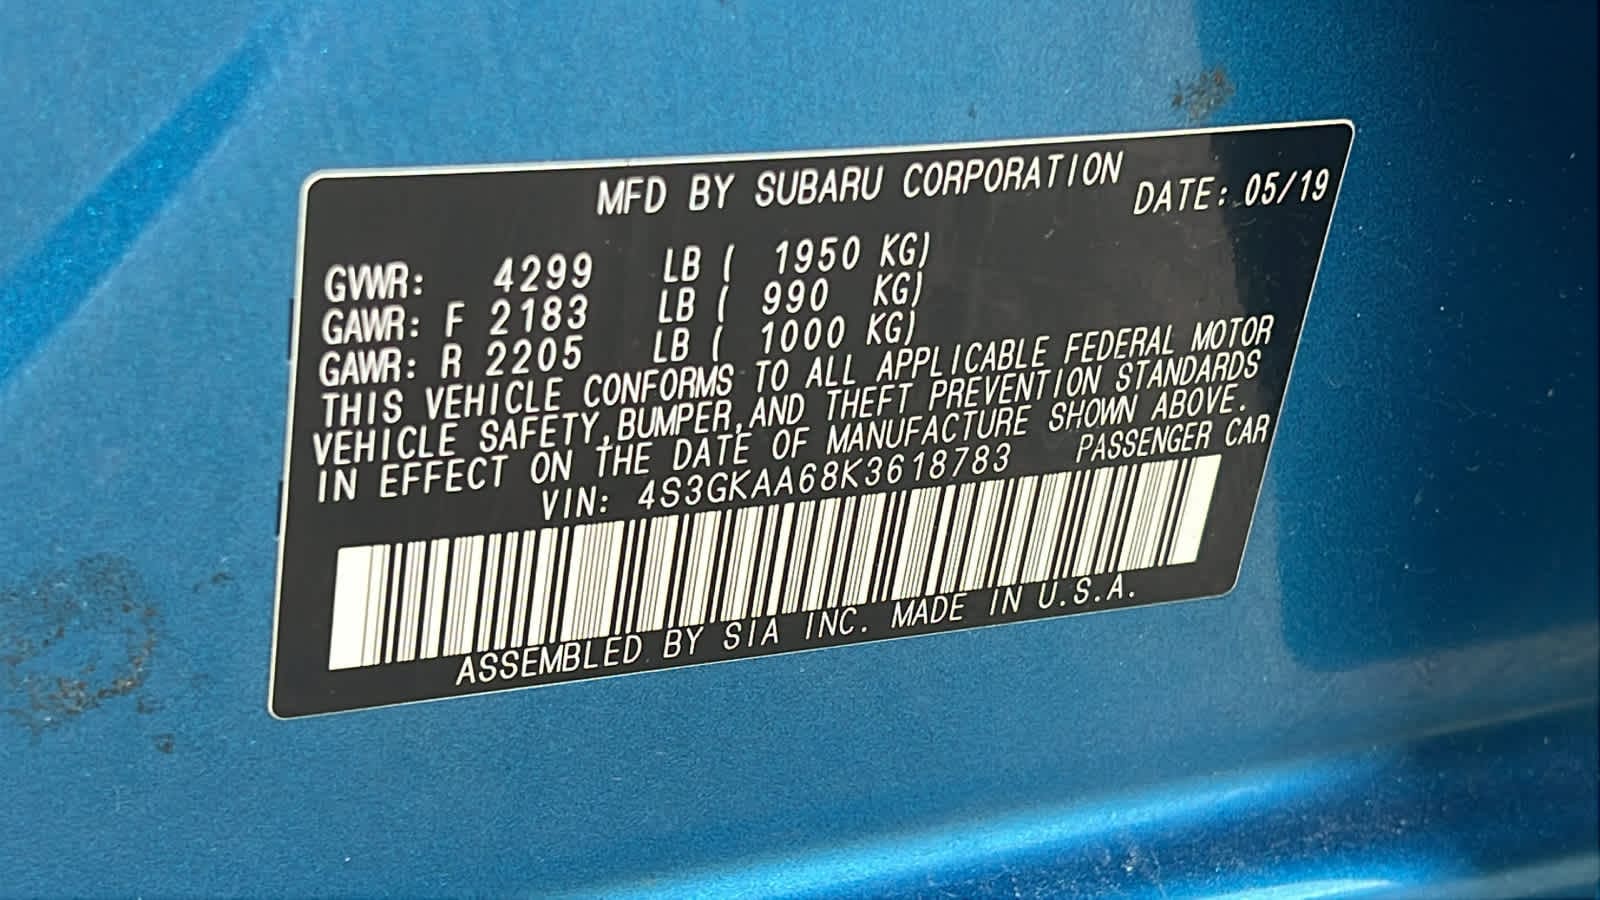 MFD BY SUBARU CORPORATION DATE: 05/19
GVWR: 4299 LB ( 1950 KG)
GAWR: F 2183 LB ( 990 KG)
GAWR: R 2205 LB ( 1000 KG)
THIS VEHICLE CONFORMS TO ALL APPLICABLE FEDERAL MOTOR
VEHICLE SAFETY,BUMPER,AND THEFT PREVENTION STANDARDS
IN EFFECT ON THE DATE OF MANUFACTURE SHOWN ABOVE.
VIN: 4S3GKAA68K3618783 PASSENGER CAR
ASSEMBLED BY SIA INC. MADE IN U.S.A.